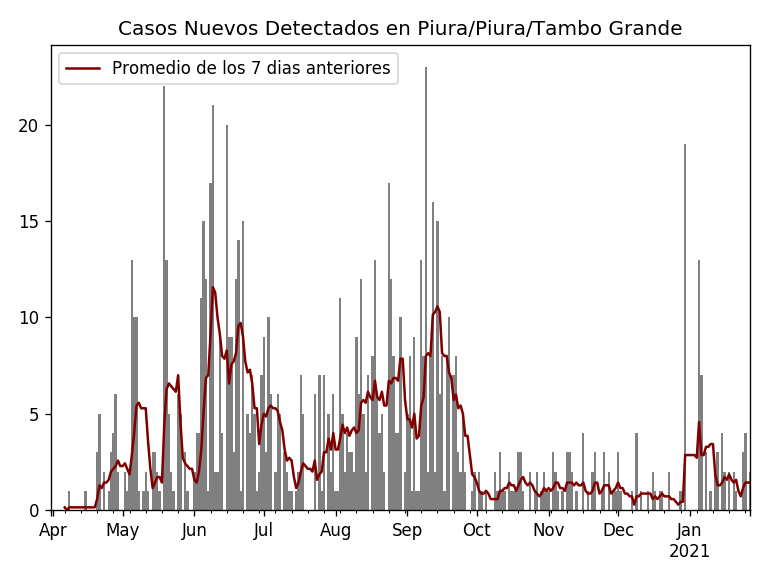 Casos Nuevos Detectados en Piura/Piura/Tambo Grande
Promedio de los 7 dias anteriores
20
15
10
5
0
Apr May Jun Jul Aug Sep Oct Nov Dec Jan
2021